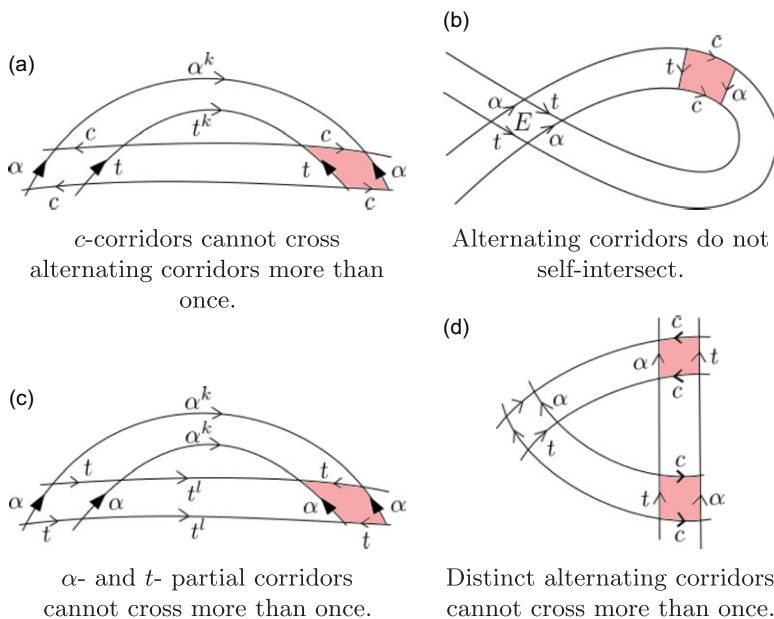 (a)
α^k
t^k
c
c
α
t
t
α
c
c
c-corridors cannot cross
alternating corridors more than
once.
(b)
c
t
α
c
α
t
E
t
α
Alternating corridors do not
self-intersect.
(c)
α^k
α^k
t
t
t^l
α
α
α
α
t
t^l
t
α- and t- partial corridors
cannot cross more than once.
(d)
c
α
t
c
α
t
c
t
α
c
Distinct alternating corridors
cannot cross more than once.